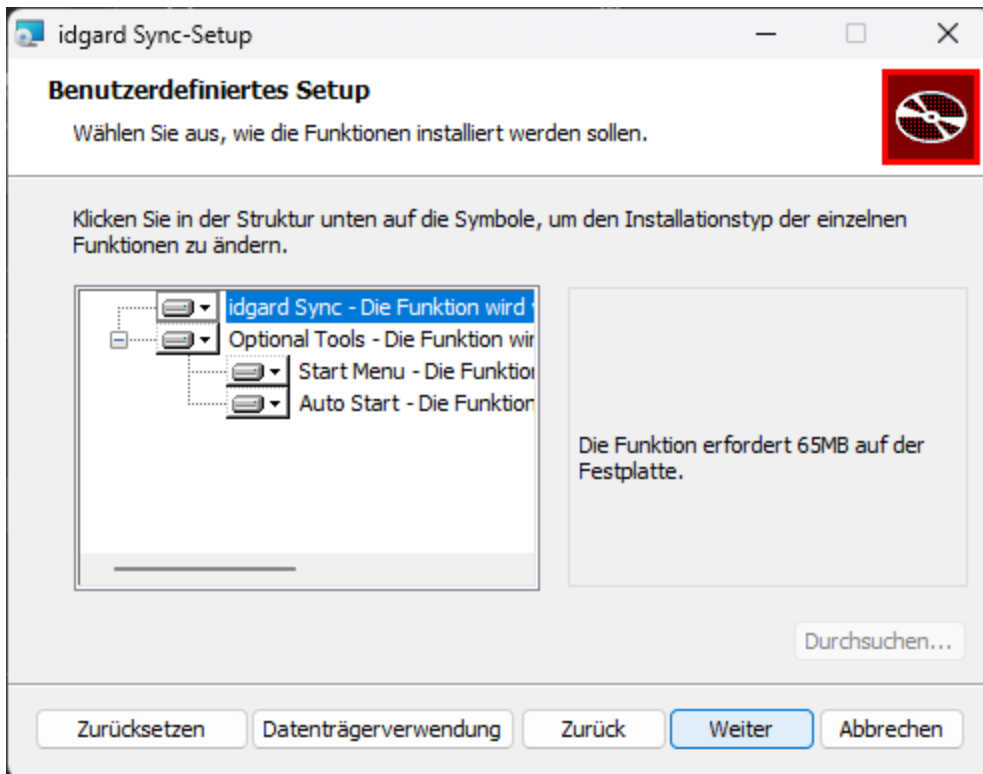 idgard Sync-Setup
Benutzerdefiniertes Setup
Wählen Sie aus, wie die Funktionen installiert werden sollen.
Klicken Sie in der Struktur unten auf die Symbole, um den Installationstyp der einzelnen
Funktionen zu ändern.
idgard Sync - Die Funktion wird
Optional Tools - Die Funktion wir
Start Menu - Die Funktion
Auto Start - Die Funktion
Die Funktion erfordert 65MB auf der
Festplatte.
Durchsuchen...
Zurücksetzen Datenträgerverwendung Zurück Weiter Abbrechen